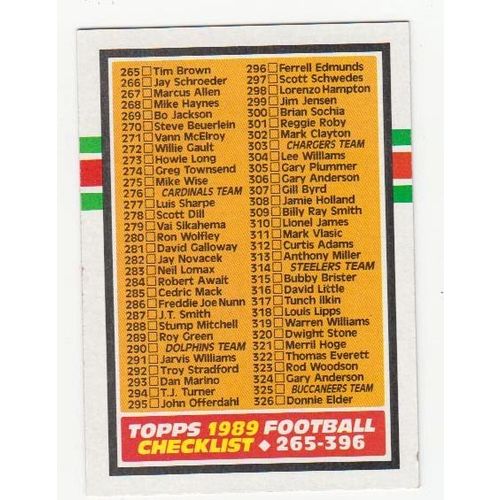 265 Tim Brown
266 Jay Schroeder
267 Marcus Allen
268 Mike Haynes
269 Bo Jackson
270 Steve Beuerlein
271 Vann McElroy
272 Willie Gault
273 Howie Long
274 Greg Townsend
275 Mike Wise
276 CARDINALS TEAM
277 Luis Sharpe
278 Scott Dill
279 Vai Sikahema
280 Ron Wolfley
281 David Galloway
282 Jay Novacek
283 Neil Lomax
284 Robert Awalt
285 Cedric Mack
286 Freddie Joe Nunn
287 J.T. Smith
288 Stump Mitchell
289 Roy Green
290 DOLPHINS TEAM
291 Jarvis Williams
292 Troy Stradford
293 Dan Marino
294 T.J. Turner
295 John Offerdahl
296 Ferrell Edmunds
297 Scott Schwedes
298 Lorenzo Hampton
299 Jim Jensen
300 Brian Sochia
301 Reggie Roby
302 Mark Clayton
303 CHARGERS TEAM
304 Lee Williams
305 Gary Plummer
306 Gary Anderson
307 Gill Byrd
308 Jamie Holland
309 Billy Ray Smith
310 Lionel James
311 Mark Vlasic
312 Curtis Adams
313 Anthony Miller
314 STEELERS TEAM
315 Bubby Brister
316 David Little
317 Tunch Ilkin
318 Louis Lipps
319 Warren Williams
320 Dwight Stone
321 Merril Hoge
322 Thomas Everett
323 Rod Woodson
324 Gary Anderson
325 BUCCANEERS TEAM
326 Donnie Elder
TOPPS 1989 FOOTBALL
CHECKLIST ◆ 265-396